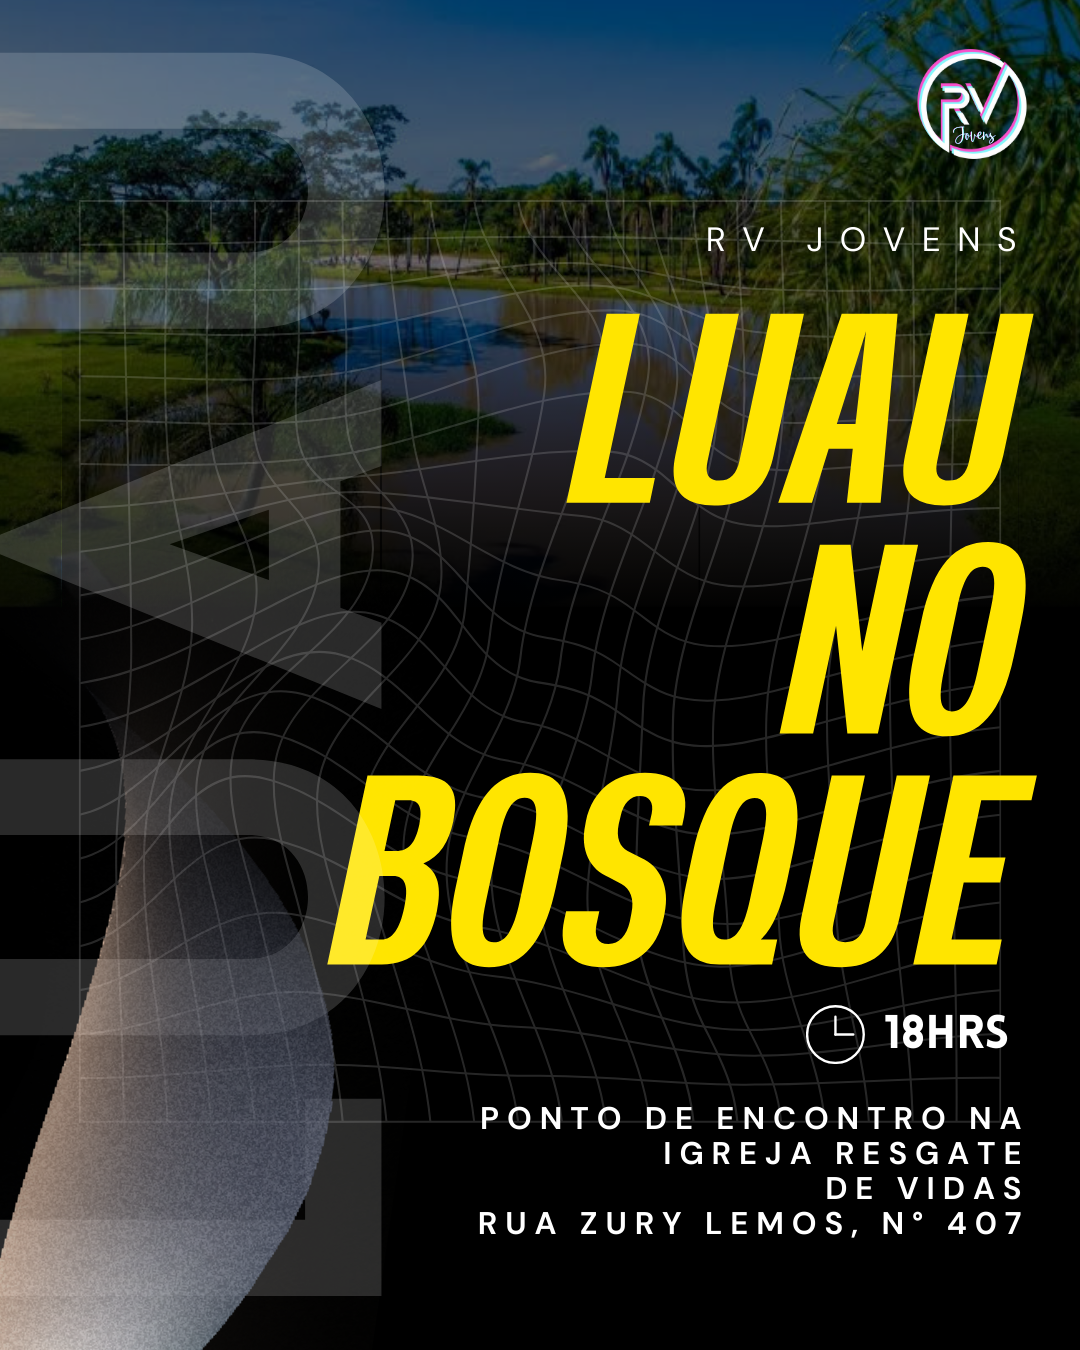 RV
Jovens
RV JOVENS
LUAU
NO
BOSQUE
18HRS
PONTO DE ENCONTRO NA
IGREJA RESGATE
DE VIDAS
RUA ZURY LEMOS, N° 407
LUAU